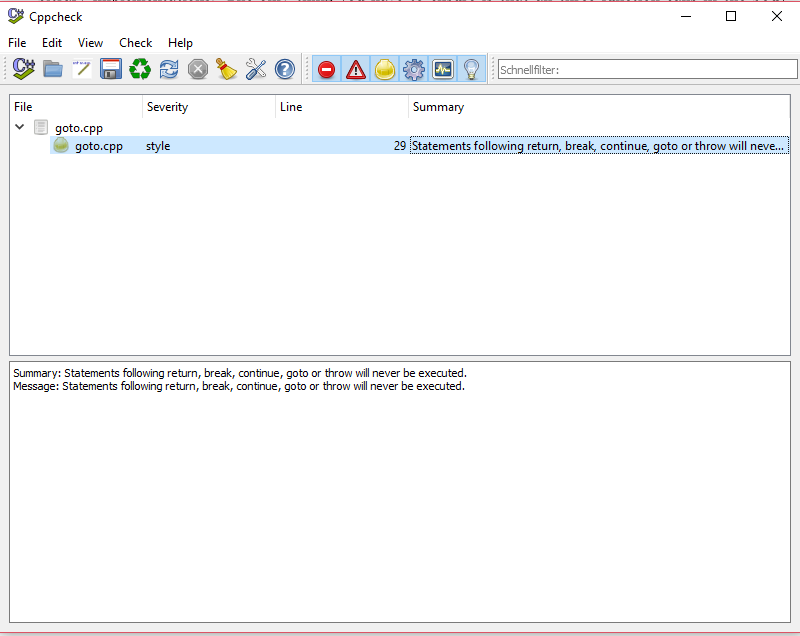 Cppcheck
File Edit View Check Help
Schnellfilter:
File Severity Line Summary
goto.cpp
goto.cpp style 29 Statements following return, break, continue, goto or throw will neve...
Summary: Statements following return, break, continue, goto or throw will never be executed.
Message: Statements following return, break, continue, goto or throw will never be executed.